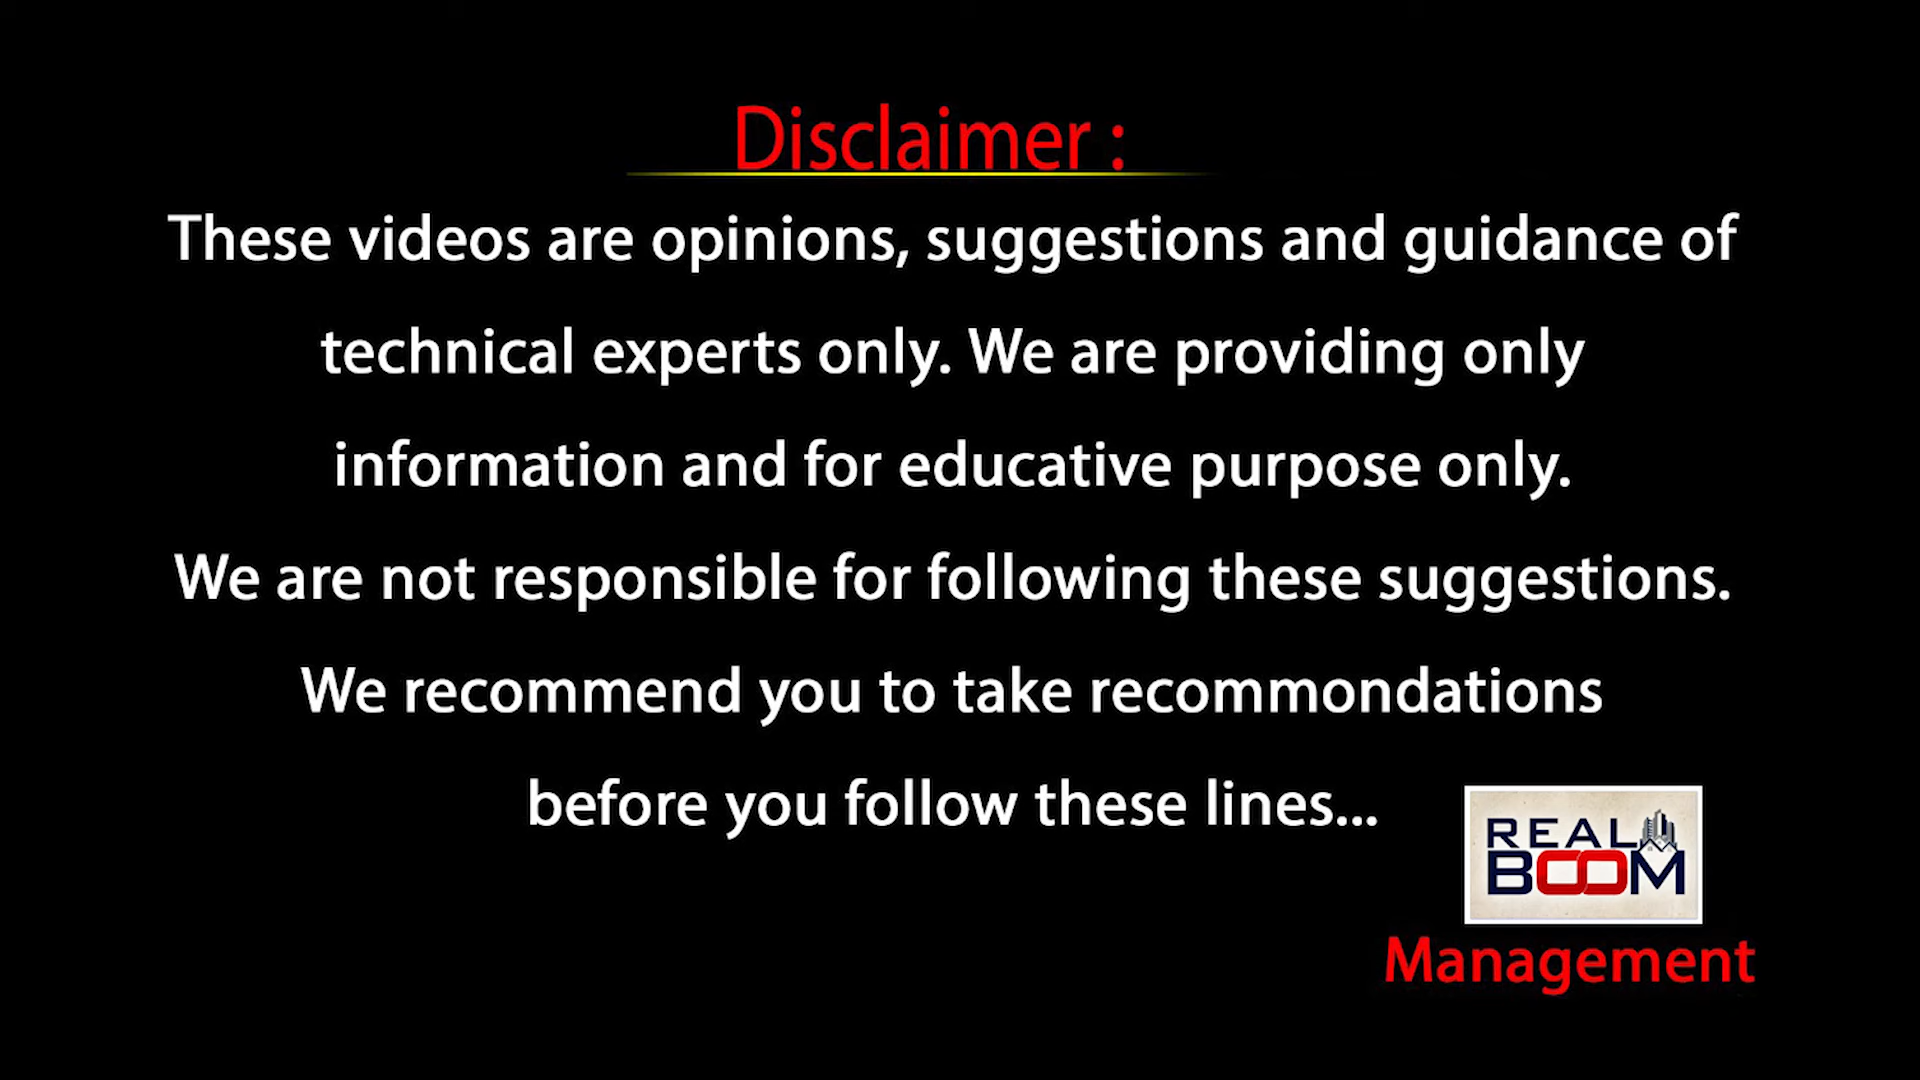 Disclaimer :
These videos are opinions, suggestions and guidance of
technical experts only. We are providing only
information and for educative purpose only.
We are not responsible for following these suggestions.
We recommend you to take recommondations
before you follow these lines...
REAL
BOOM
Management